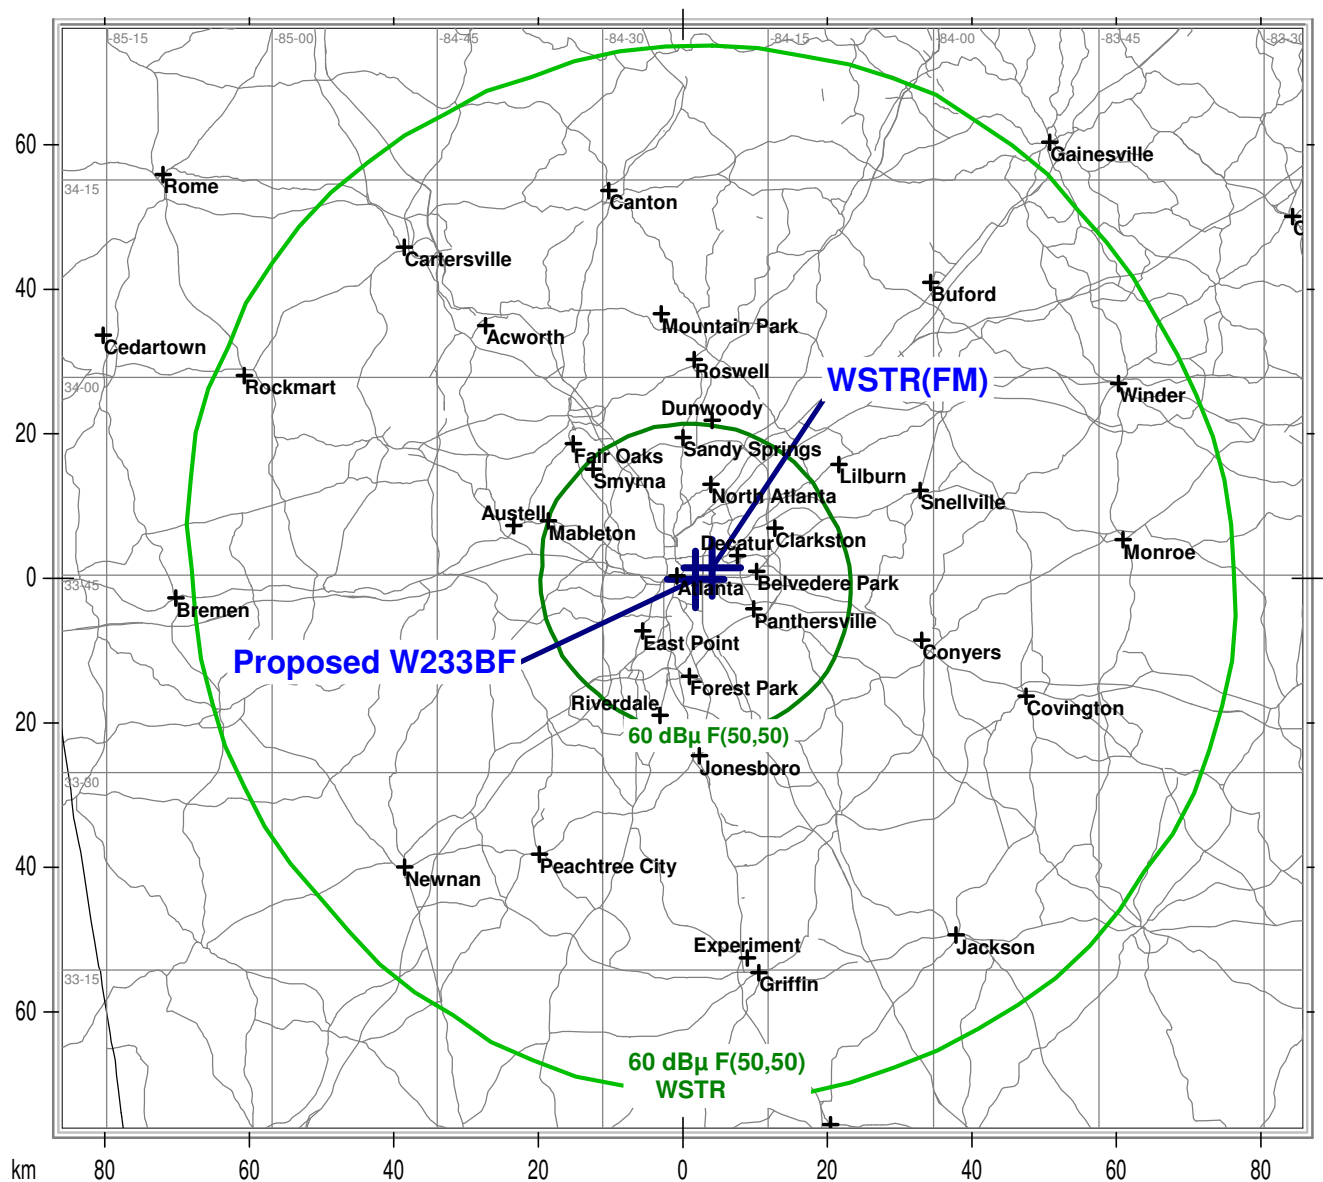 -85-15
-85-00
-84-45
-84-30
-84-15
-84-00
-83-45
-83-30
60
Gainesville
34-15
Rome
Canton
Cartersville
40
Buford
Mountain Park
Acworth
Cedartown
Roswell
WSTR(FM)
34-00
Rockmart
Winder
Dunwoody
20
Sandy Springs
Fair Oaks
Smyrna
Lilburn
North Atlanta
Snellville
Austell
Mableton
Decatur
Clarkston
Monroe
0
33-45
Atlanta
Belvedere Park
Bremen
Panthersville
East Point
Conyers
Proposed W233BF
Forest Park
Riverdale
Covington
20
60 dBµ F(50,50)
Jonesboro
33-30
40
Peachtree City
Newnan
Experiment
Jackson
33-15
Griffin
60
60 dBµ F(50,50)
WSTR
km 80 60 40 20 0 20 40 60 80